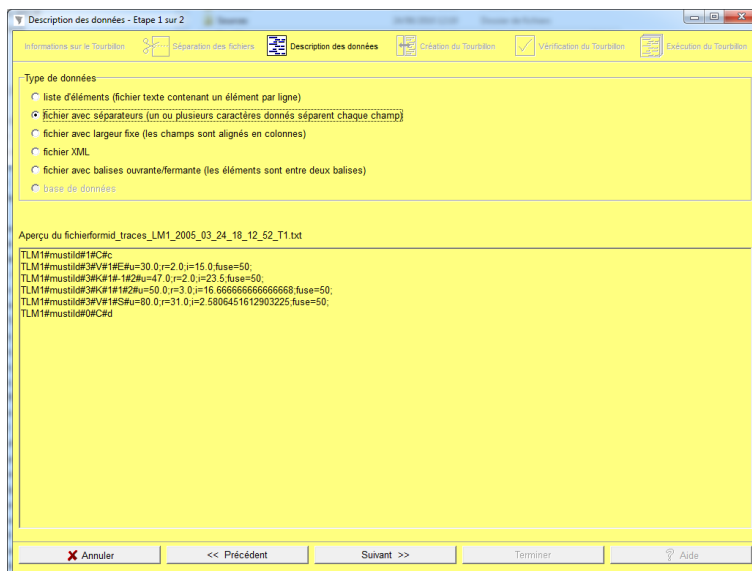 Description des données - Etape 1 sur 2
Informations sur le Tourbillon Séparation des fichiers Description des données Création du Tourbillon Vérification du Tourbillon Exécution du Tourbillon
Type de données
liste d'éléments (fichier texte contenant un élément par ligne)
fichier avec séparateurs (un ou plusieurs caractères donnés séparent chaque champ)
fichier avec largeur fixe (les champs sont alignés en colonnes)
fichier XML
fichier avec balises ouvrante/fermante (les éléments sont entre deux balises)
base de données
Aperçu du fichierformid_traces_LM1_2005_03_24_18_12_52_T1.txt
TLM1#mustild#1#C#c
TLM1#mustild#3#V#1#E#u=30.0;r=2.0;i=15.0;fuse=50;
TLM1#mustild#3#K#1#-1#2#u=47.0;r=2.0;i=23.5;fuse=50;
TLM1#mustild#3#K#1#1#2#u=50.0;r=3.0;i=16.666666666666668;fuse=50;
TLM1#mustild#3#V#1#S#u=80.0;r=31.0;i=2.5806451612903225;fuse=50;
TLM1#mustild#0#C#d
Annuler << Précédent Suivant >> Terminer ? Aide